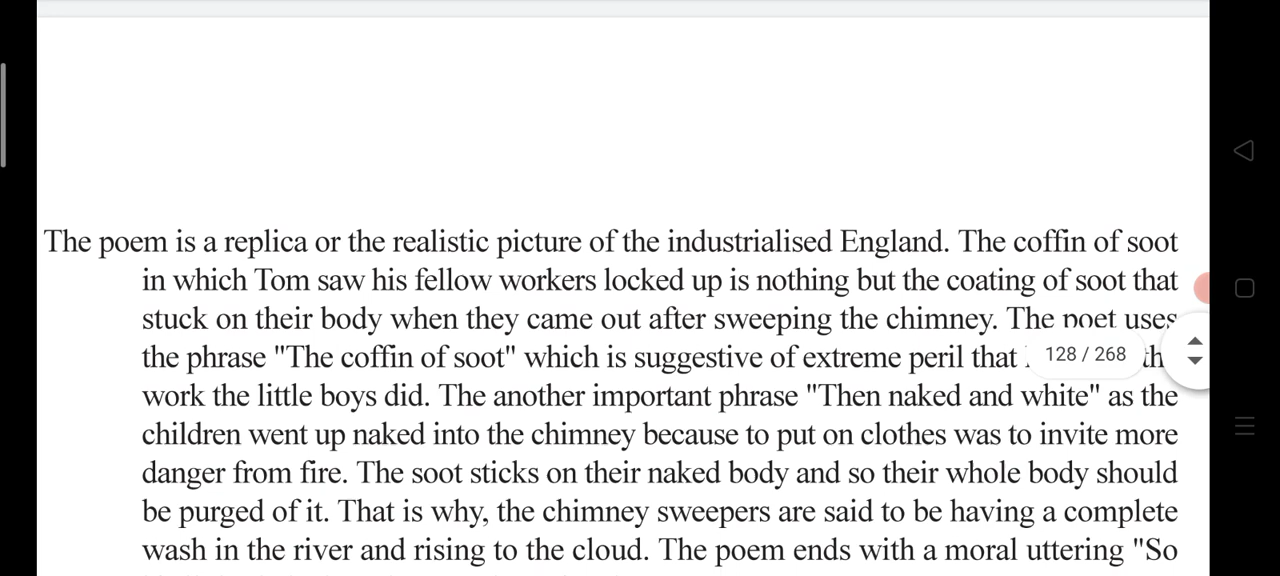 The poem is a replica or the realistic picture of the industrialised England. The coffin of soot
in which Tom saw his fellow workers locked up is nothing but the coating of soot that
stuck on their body when they came out after sweeping the chimney. The poet uses
the phrase "The coffin of soot" which is suggestive of extreme peril that
128 / 268
work the little boys did. The another important phrase "Then naked and white" as the
children went up naked into the chimney because to put on clothes was to invite more
danger from fire. The soot sticks on their naked body and so their whole body should
be purged of it. That is why, the chimney sweepers are said to be having a complete
wash in the river and rising to the cloud. The poem ends with a moral uttering "So